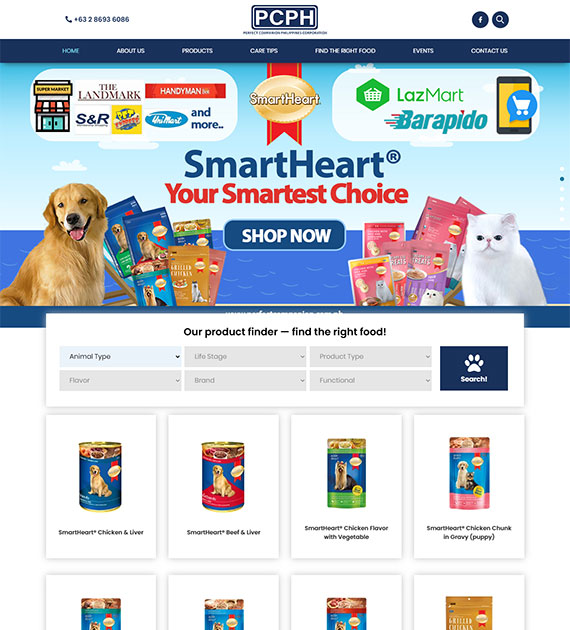 +63 2 8693 6086
PCPH
PERFECT COMPANION PHILIPPINES CORPORATION
HOME
ABOUT US
PRODUCTS
CARE TIPS
FIND THE RIGHT FOOD
EVENTS
CONTACT US
SUPER MARKET
THE
LANDMARK
HANDYMAN
S&R
UniMart
and
more..
SmartHeart
LazMart
Barapido
SmartHeart®
Your Smartest Choice
SHOP NOW
Our product finder — find the right food!
Animal Type
Life Stage
Product Type
Flavor
Brand
Functional
Search!
SmartHeart® Chicken & Liver
SmartHeart® Beef & Liver
SmartHeart® Chicken Flavor
with Vegetable
SmartHeart® Chicken Chunk
in Gravy (puppy)